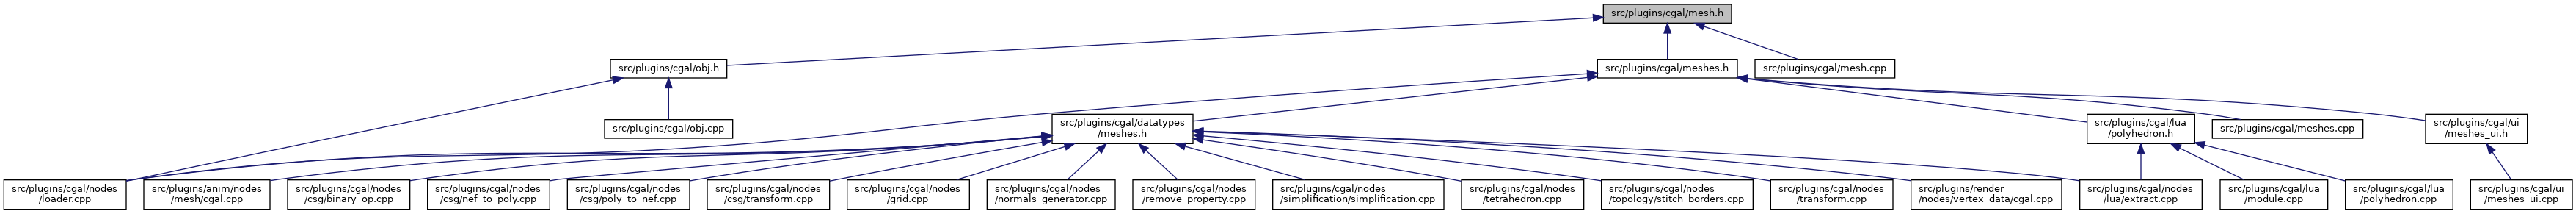 src/plugins/cgal/mesh.h
src/plugins/cgal/obj.h
src/plugins/cgal/meshes.h
src/plugins/cgal/mesh.cpp
src/plugins/cgal/obj.cpp
src/plugins/cgal/datatypes
/meshes.h
src/plugins/cgal/lua
/polyhedron.h
src/plugins/cgal/meshes.cpp
src/plugins/cgal/ui
/meshes_ui.h
src/plugins/cgal/nodes
/loader.cpp
src/plugins/anim/nodes
/mesh/cgal.cpp
src/plugins/cgal/nodes
/csg/binary_op.cpp
src/plugins/cgal/nodes
/csg/nef_to_poly.cpp
src/plugins/cgal/nodes
/csg/poly_to_nef.cpp
src/plugins/cgal/nodes
/csg/transform.cpp
src/plugins/cgal/nodes
/grid.cpp
src/plugins/cgal/nodes
/normals_generator.cpp
src/plugins/cgal/nodes
/remove_property.cpp
src/plugins/cgal/nodes
/simplification/simplification.cpp
src/plugins/cgal/nodes
/tetrahedron.cpp
src/plugins/cgal/nodes
/topology/stitch_borders.cpp
src/plugins/cgal/nodes
/transform.cpp
src/plugins/render
/nodes/vertex_data/cgal.cpp
src/plugins/cgal/nodes
/lua/extract.cpp
src/plugins/cgal/lua
/module.cpp
src/plugins/cgal/lua
/polyhedron.cpp
src/plugins/cgal/ui
/meshes_ui.cpp